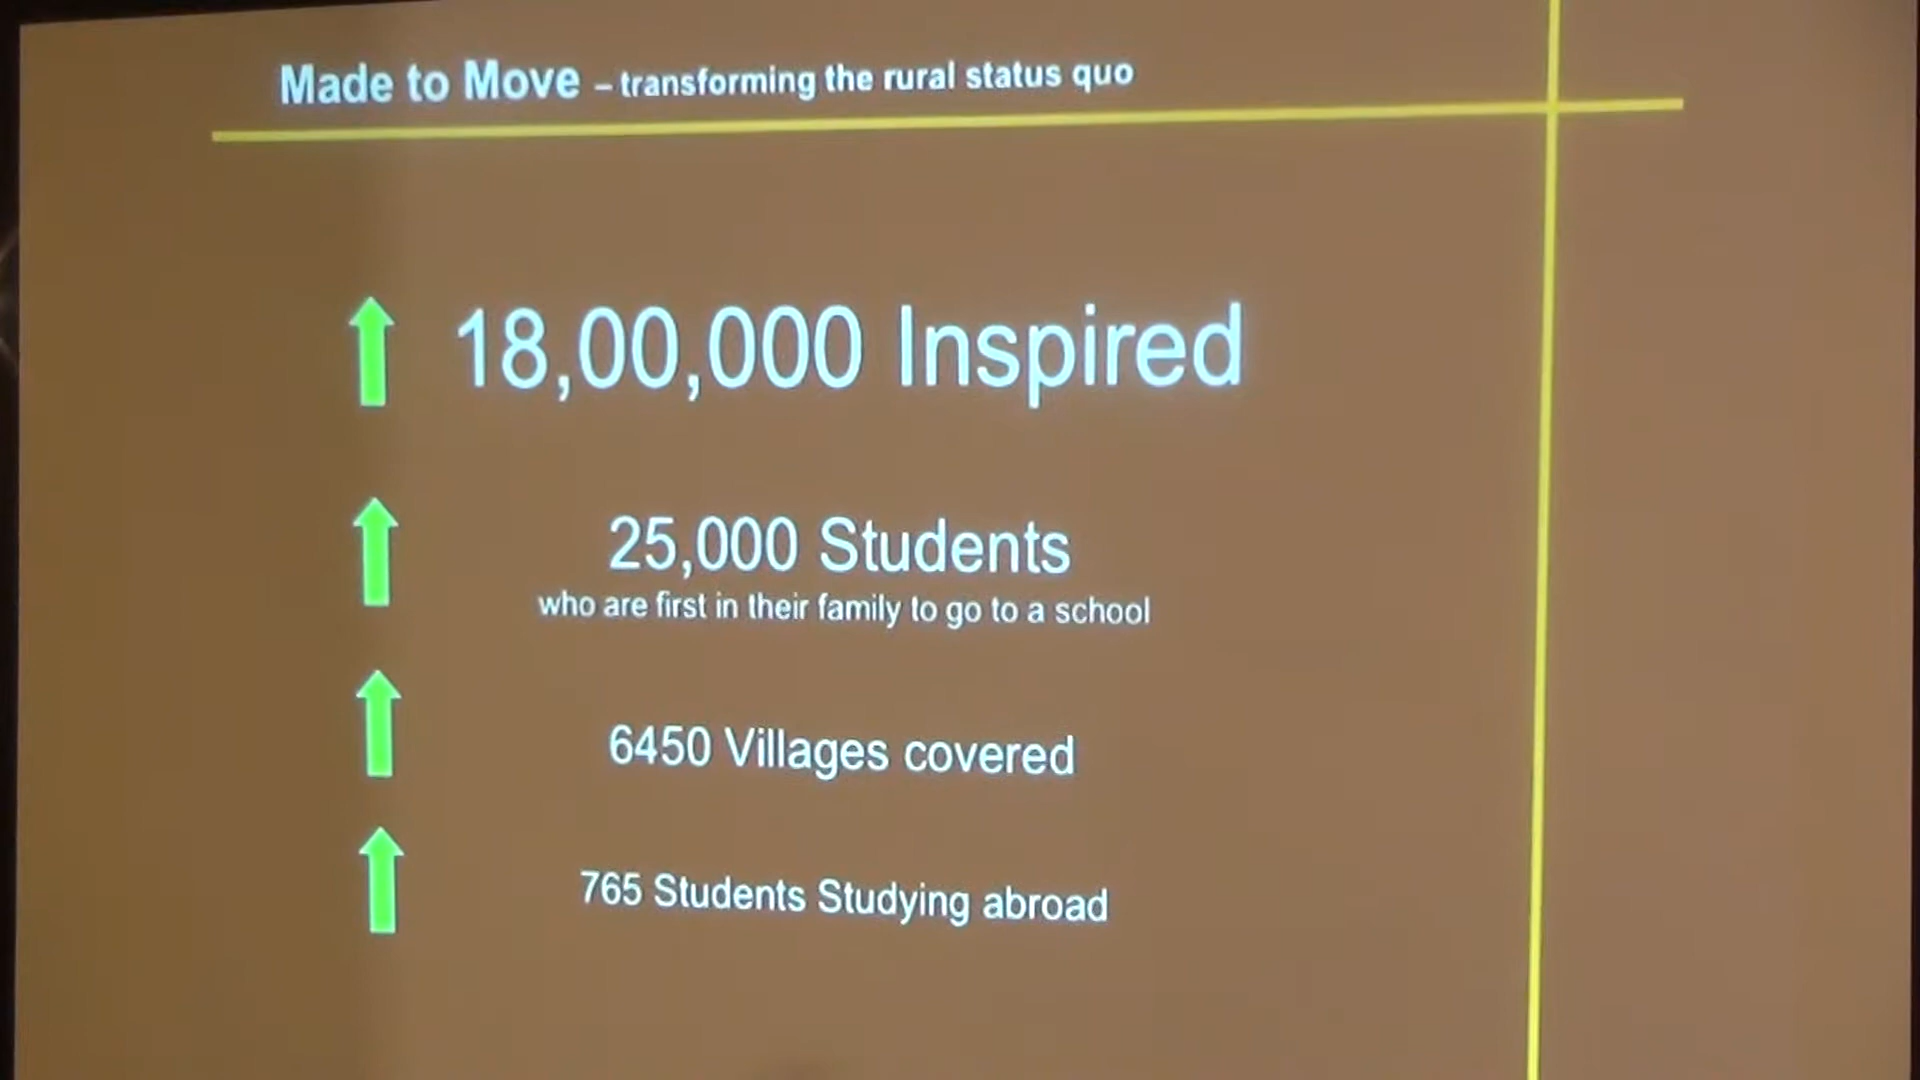 Made to Move – transforming the rural status quo
18,00,000 Inspired
25,000 Students
who are first in their family to go to a school
6450 Villages covered
765 Students Studying abroad